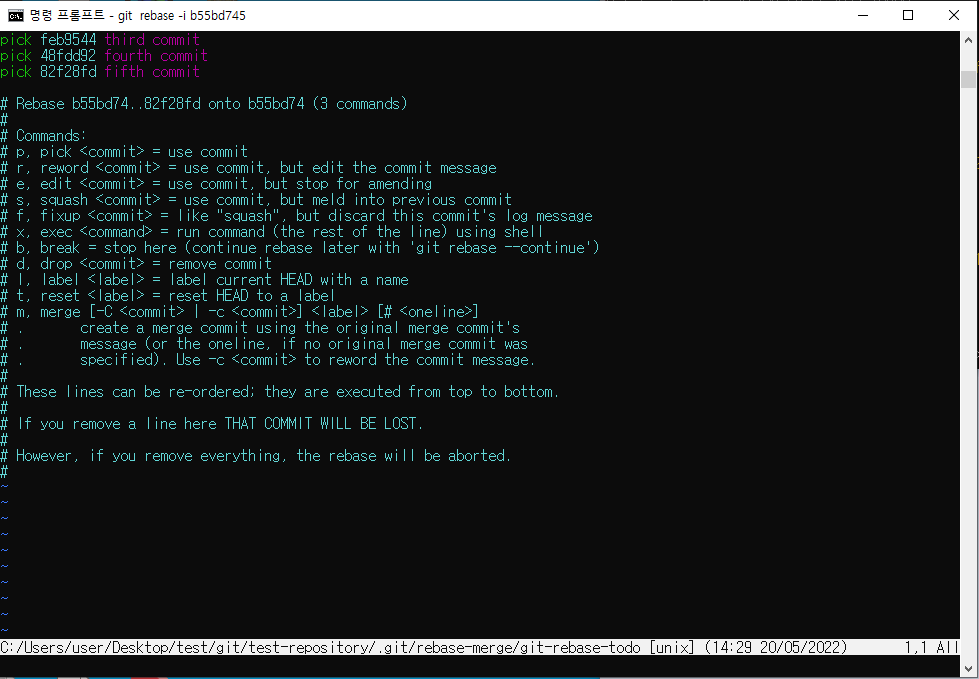 명령 프롬프트 - git  rebase -i b55bd745
pick feb9544 third commit
pick 48fdd92 fourth commit
pick 82f28fd fifth commit
# Rebase b55bd74..82f28fd onto b55bd74 (3 commands)
#
# Commands:
# p, pick <commit> = use commit
# r, reword <commit> = use commit, but edit the commit message
# e, edit <commit> = use commit, but stop for amending
# s, squash <commit> = use commit, but meld into previous commit
# f, fixup <commit> = like "squash", but discard this commit's log message
# x, exec <command> = run command (the rest of the line) using shell
# b, break = stop here (continue rebase later with 'git rebase --continue')
# d, drop <commit> = remove commit
# l, label <label> = label current HEAD with a name
# t, reset <label> = reset HEAD to a label
# m, merge [-C <commit> | -c <commit>] <label> [# <oneline>]
# .       create a merge commit using the original merge commit's
# .       message (or the oneline, if no original merge commit was
# .       specified). Use -c <commit> to reword the commit message.
#
# These lines can be re-ordered; they are executed from top to bottom.
#
# If you remove a line here THAT COMMIT WILL BE LOST.
#
# However, if you remove everything, the rebase will be aborted.
#
~
~
~
~
~
~
~
~
~
~
C:/Users/user/Desktop/test/git/test-repository/.git/rebase-merge/git-rebase-todo [unix] (14:29 20/05/2022) 1,1 All